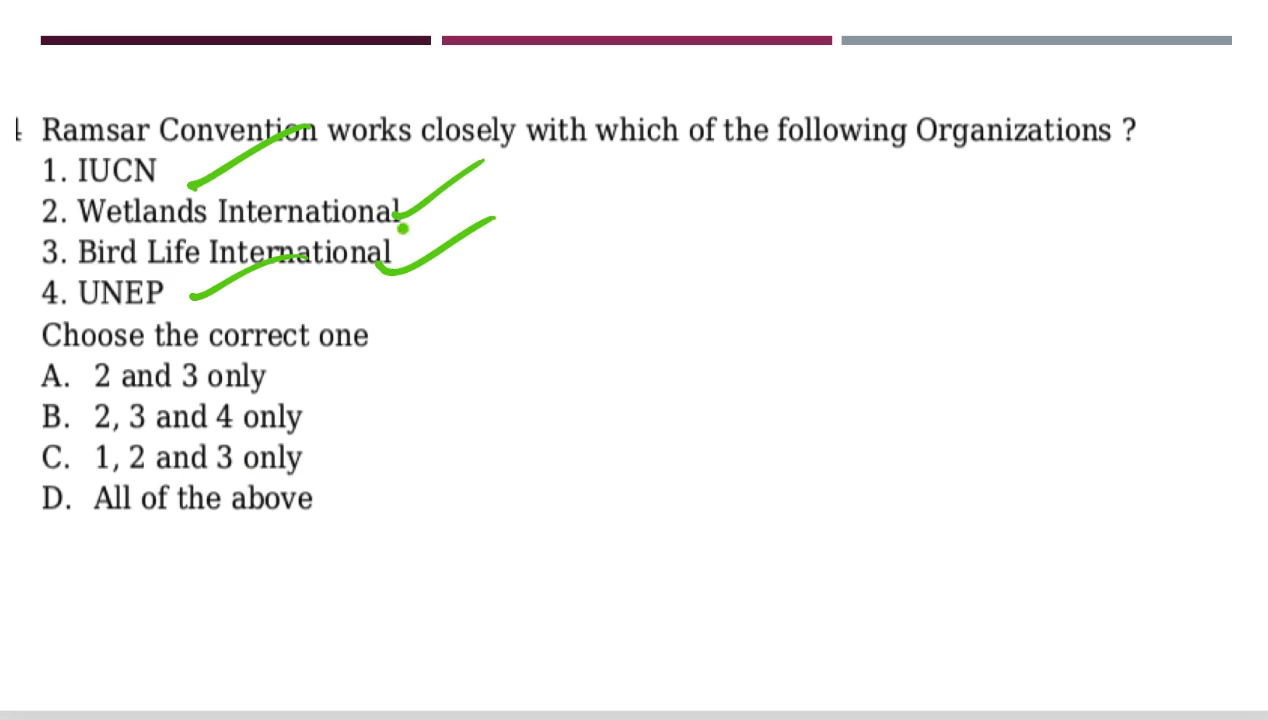 Ramsar Convention works closely with which of the following Organizations ?
1. IUCN
2. Wetlands International
3. Bird Life International
4. UNEP
Choose the correct one
A. 2 and 3 only
B. 2, 3 and 4 only
C. 1, 2 and 3 only
D. All of the above